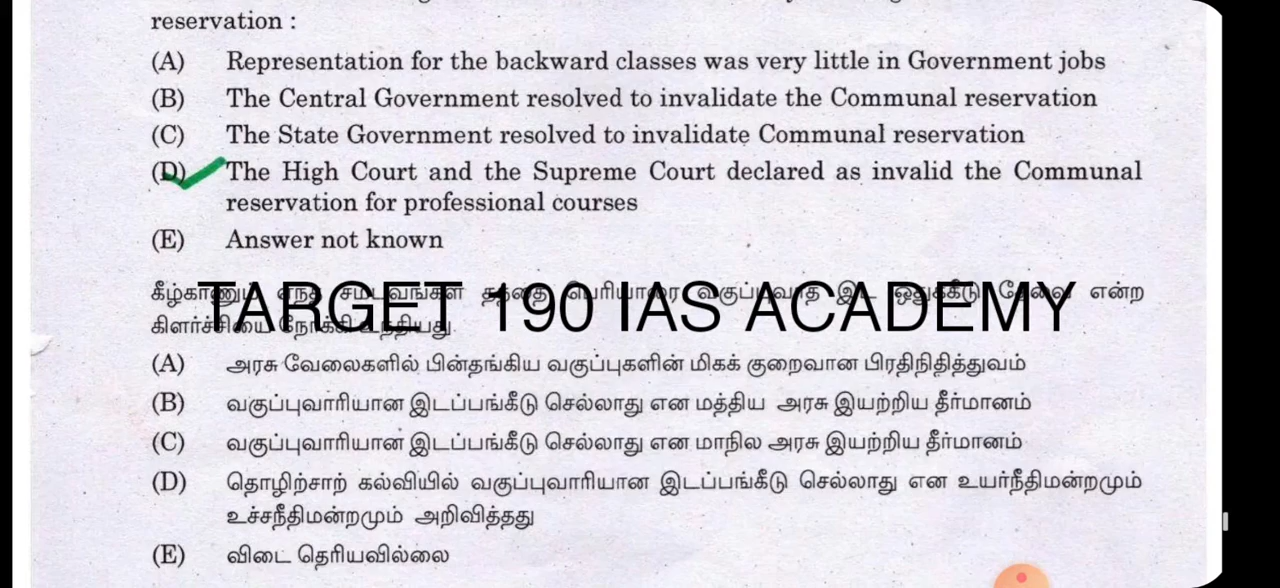 reservation :
(A) Representation for the backward classes was very little in Government jobs
(B) The Central Government resolved to invalidate the Communal reservation
(C) The State Government resolved to invalidate Communal reservation
(D) The High Court and the Supreme Court declared as invalid the Communal
reservation for professional courses
(E) Answer not known
TARGET 190 IAS ACADEMY
என்ற
(A) அரசு வேலைகளில் பின்தங்கிய வகுப்புகளின் மிகக் குறைவான பிரதிநிதித்துவம்
(B) வகுப்புவாரியான இடப்பங்கீடு செல்லாது என மத்திய அரசு இயற்றிய தீர்மானம்
(C) வகுப்புவாரியான இடப்பங்கீடு செல்லாது என மாநில அரசு இயற்றிய தீர்மானம்
(D) தொழிற்சாற் கல்வியில் வகுப்புவாரியான இடப்பங்கீடு செல்லாது என உயர்நீதிமன்றமும்
உச்சநீதிமன்றமும் அறிவித்தது
(E) விடை தெரியவில்லை